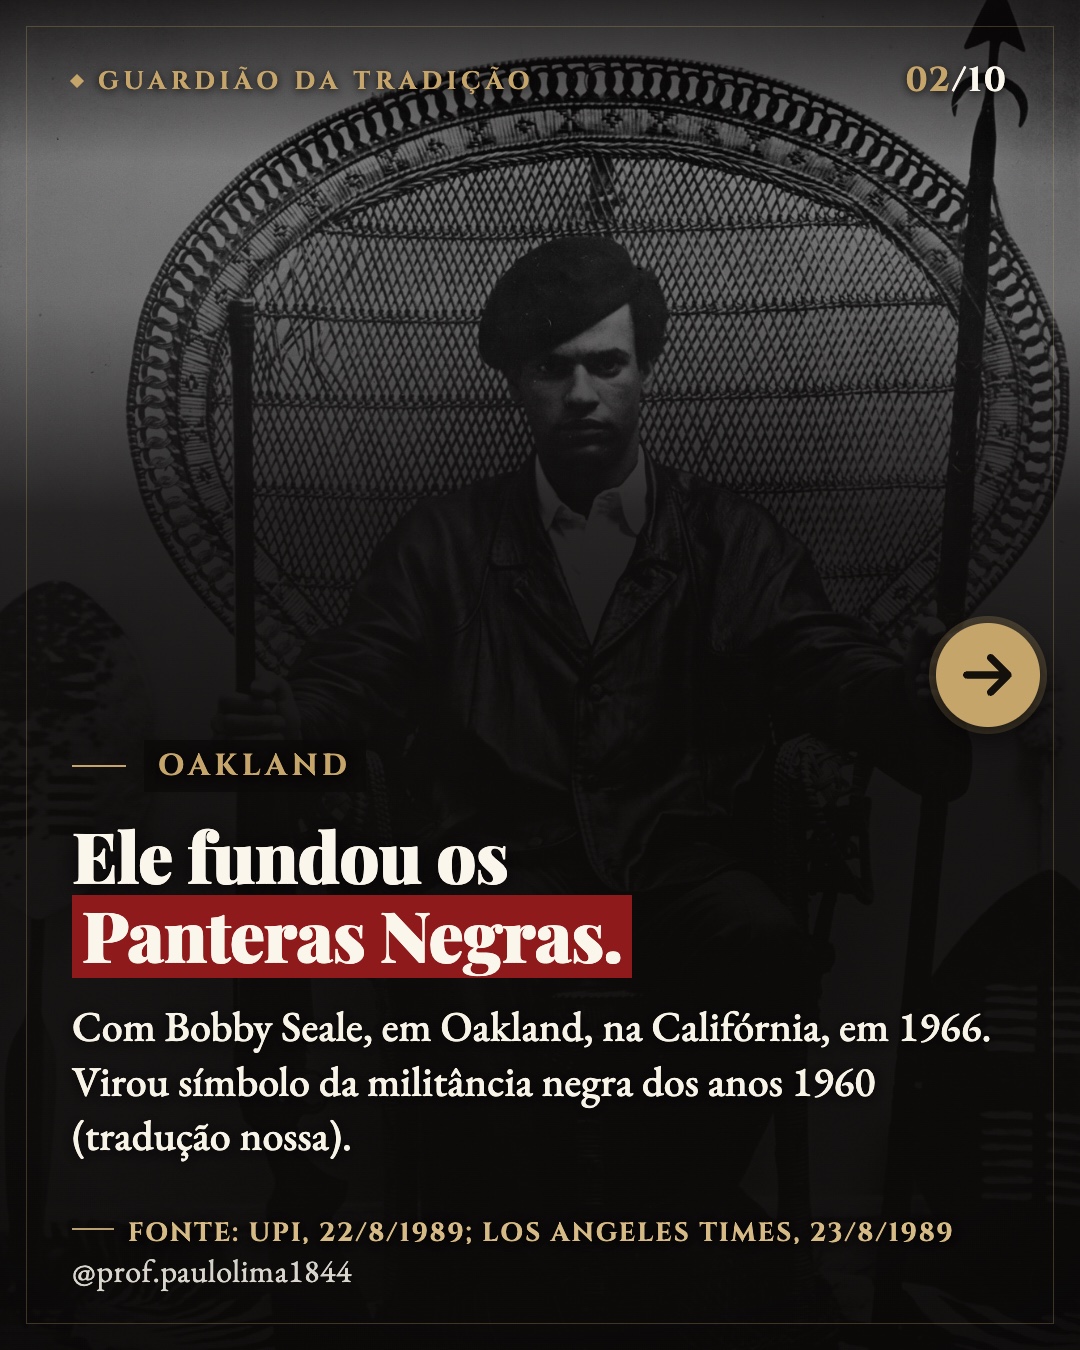 GUARDIÃO DA TRADIÇÃO
02/10
OAKLAND
Ele fundou os
Panteras Negras.
Com Bobby Seale, em Oakland, na Califórnia, em 1966.
Virou símbolo da militância negra dos anos 1960
(tradução nossa).
FONTE: UPI, 22/8/1989; LOS ANGELES TIMES, 23/8/1989
@prof.paulolima1844